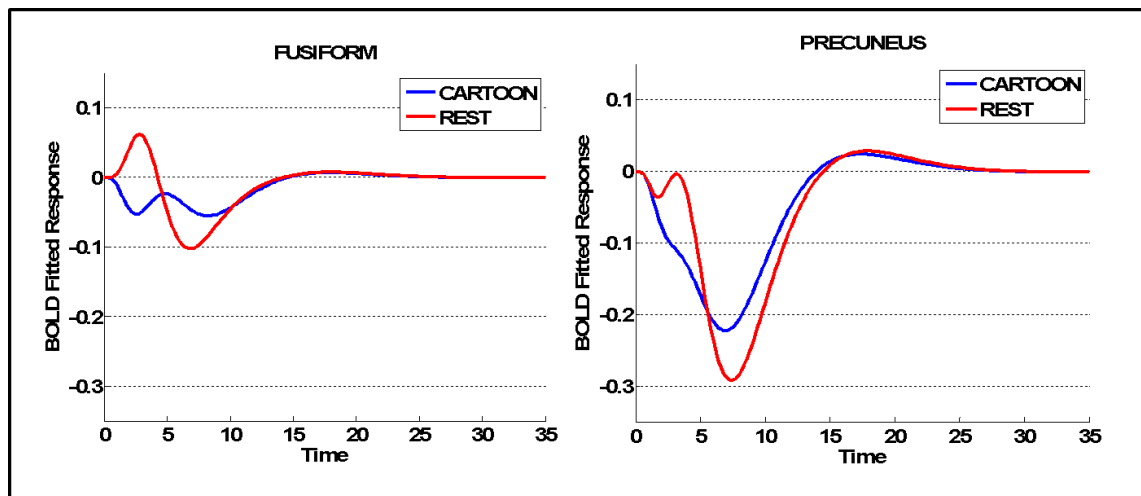 FUSIFORM
CARTOON
REST
0.1
0
-0.1
-0.2
-0.3
BOLD Fitted Response
0 5 10 15 20 25 30 35
Time
PRECUNEUS
CARTOON
REST
0.1
0
-0.1
-0.2
-0.3
BOLD Fitted Response
0 5 10 15 20 25 30 35
Time